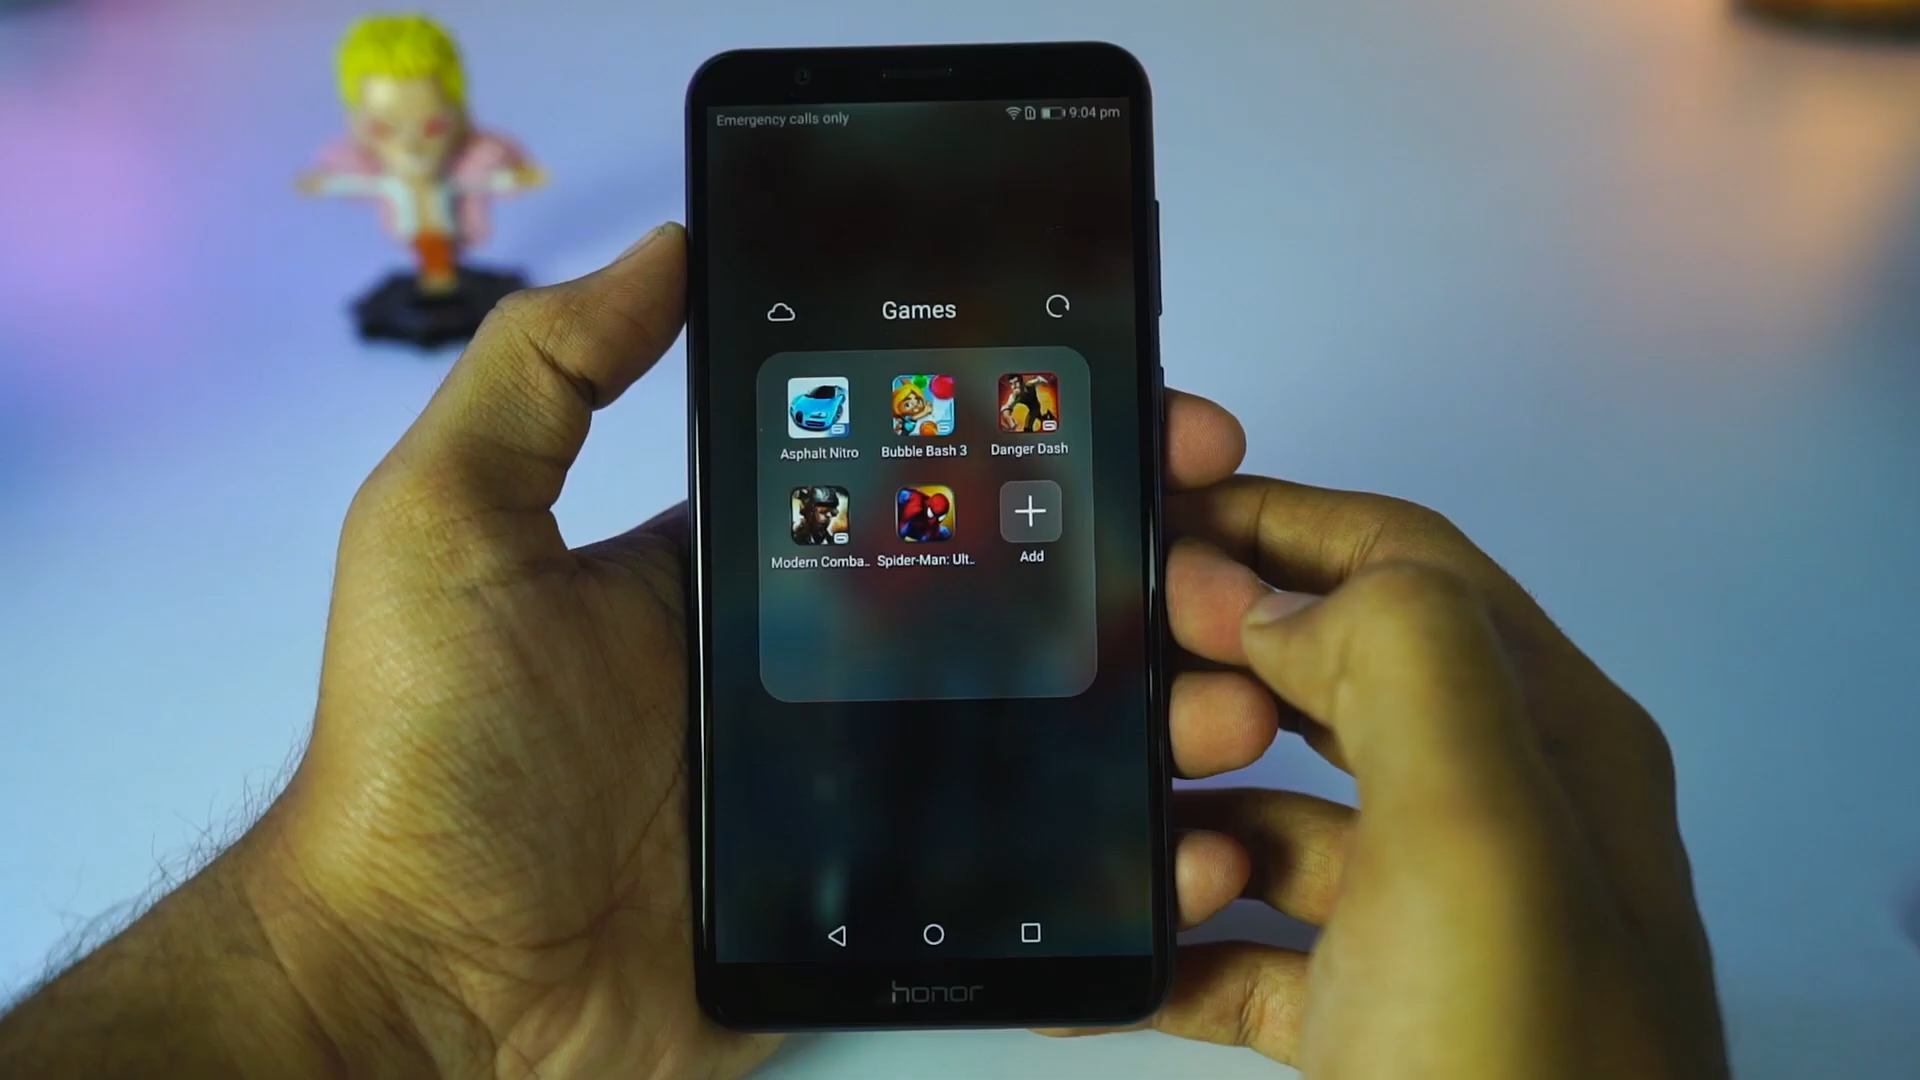 Emergency calls only
9:04 pm
Games
Asphalt Nitro
Bubble Bash 3
Danger Dash
Modern Comba..
Spider-Man: Ult..
Add
honor